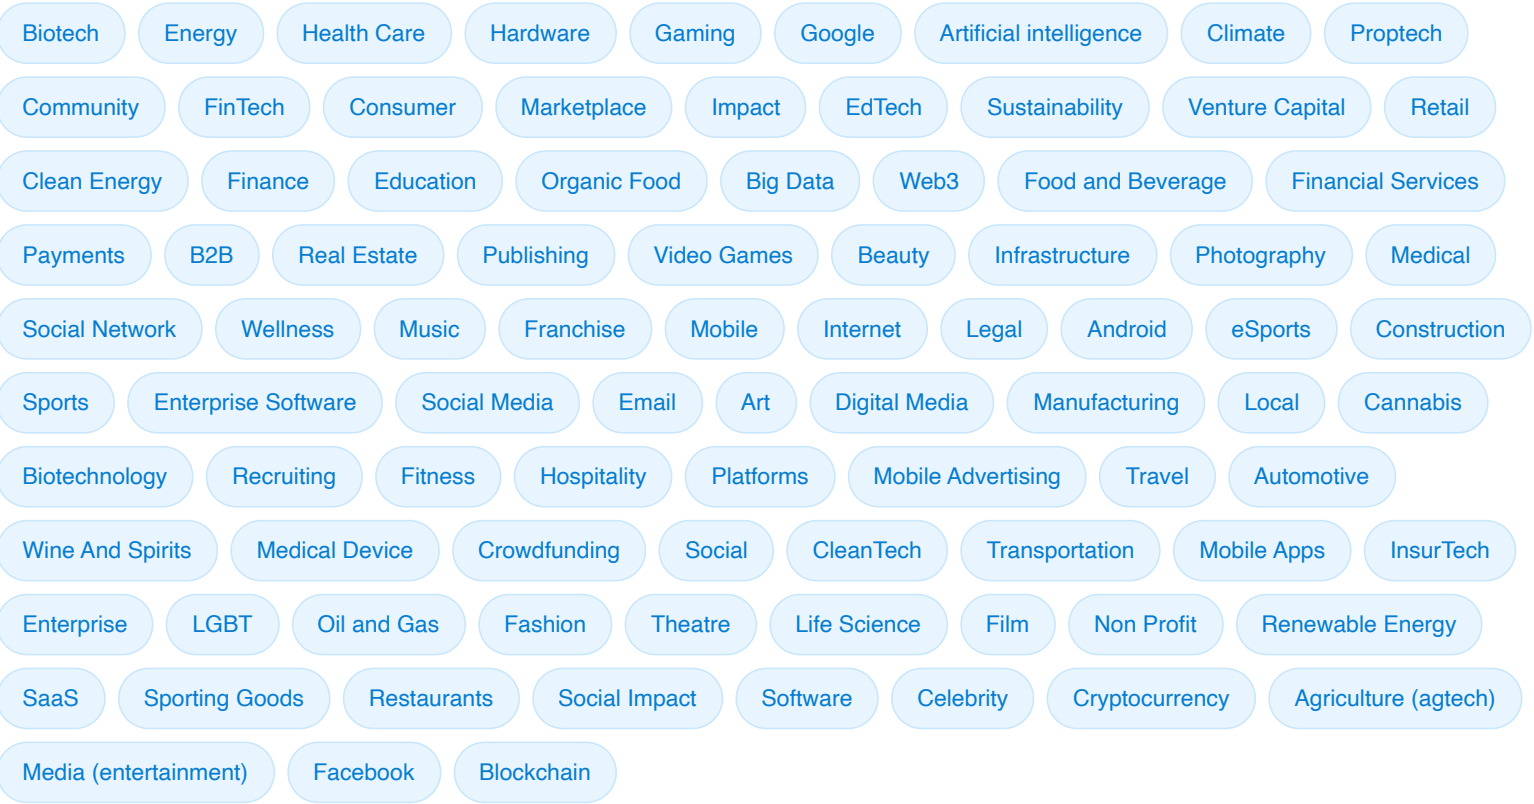 Biotech Energy Health Care Hardware Gaming Google Artificial intelligence Climate Proptech
Community FinTech Consumer Marketplace Impact EdTech Sustainability Venture Capital Retail
Clean Energy Finance Education Organic Food Big Data Web3 Food and Beverage Financial Services
Payments B2B Real Estate Publishing Video Games Beauty Infrastructure Photography Medical
Social Network Wellness Music Franchise Mobile Internet Legal Android eSports Construction
Sports Enterprise Software Social Media Email Art Digital Media Manufacturing Local Cannabis
Biotechnology Recruiting Fitness Hospitality Platforms Mobile Advertising Travel Automotive
Wine And Spirits Medical Device Crowdfunding Social CleanTech Transportation Mobile Apps InsurTech
Enterprise LGBT Oil and Gas Fashion Theatre Life Science Film Non Profit Renewable Energy
SaaS Sporting Goods Restaurants Social Impact Software Celebrity Cryptocurrency Agriculture (agtech)
Media (entertainment) Facebook Blockchain